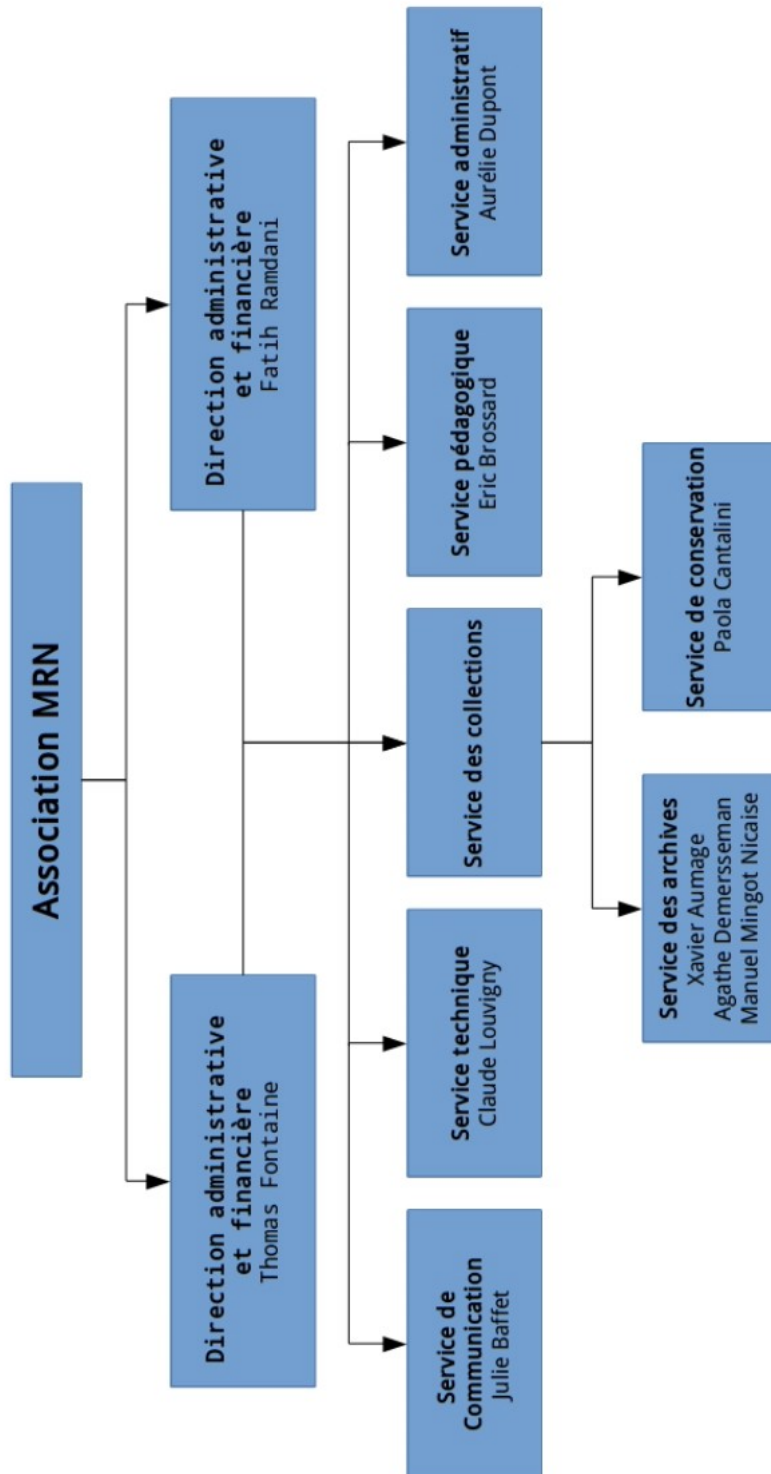 Association MRN
Direction administrative
et financière
Thomas Fontaine
Direction administrative
et financière
Fatih Ramdani
Service de
Communication
Julie Baffet
Service technique
Claude Louvigny
Service des collections
Service pédagogique
Eric Brossard
Service administratif
Aurélie Dupont
Service des archives
Xavier Aumage
Agathe Demersseman
Manuel Mingot Nicaise
Service de conservation
Paola Cantalini